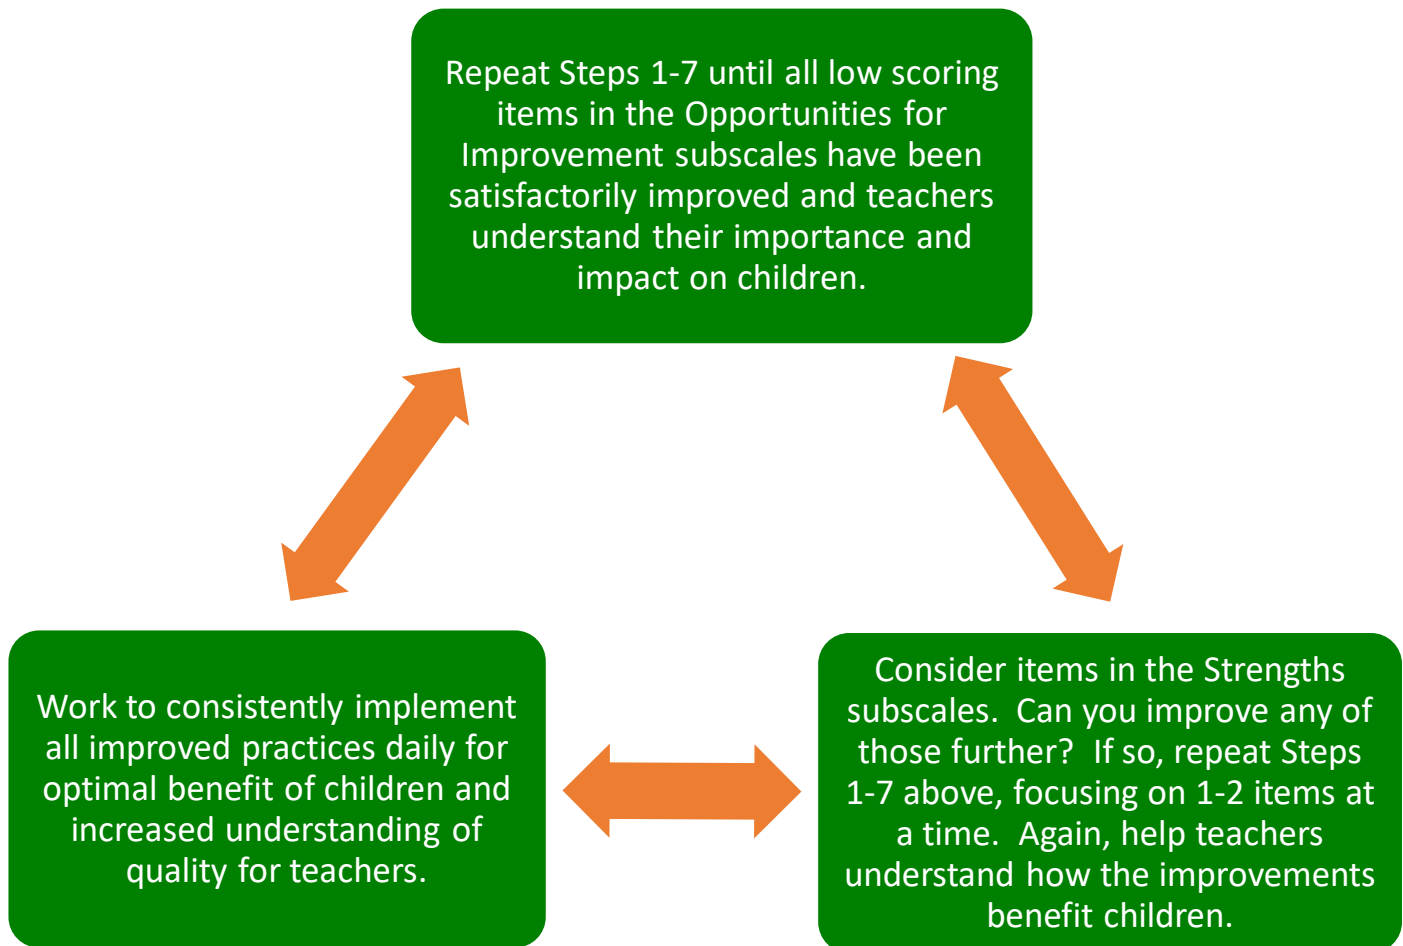 Repeat Steps 1-7 until all low scoring
items in the Opportunities for
Improvement subscales have been
satisfactorily improved and teachers
understand their importance and
impact on children.
Work to consistently implement
all improved practices daily for
optimal benefit of children and
increased understanding of
quality for teachers.
Consider items in the Strengths
subscales.  Can you improve any of
those further?  If so, repeat Steps
1-7 above, focusing on 1-2 items at
a time.  Again, help teachers
understand how the improvements
benefit children.